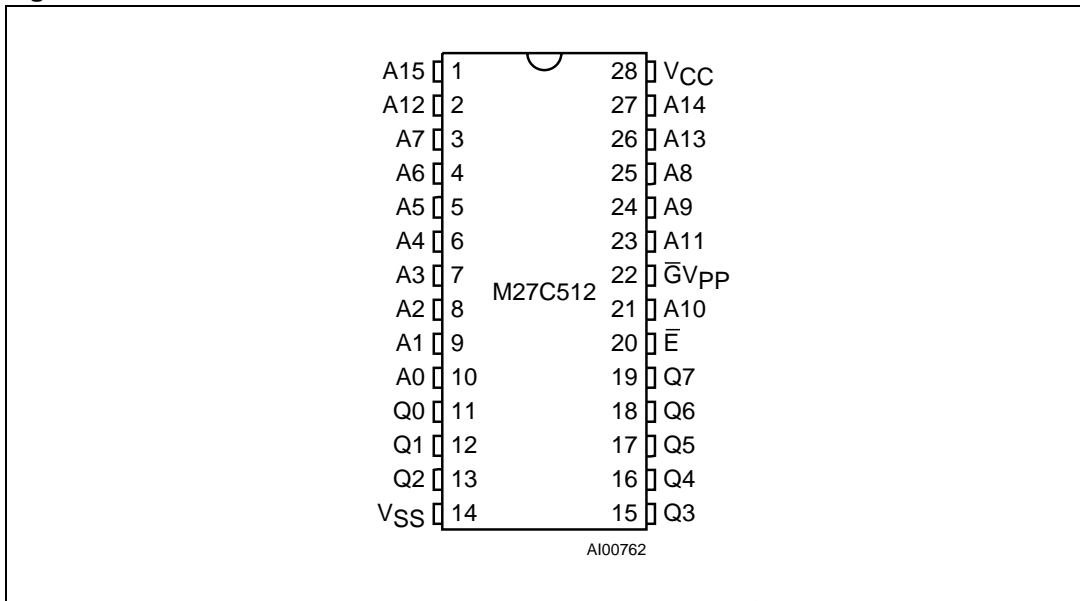 A15 1 28 VCC
A12 2 27 A14
A7 3 26 A13
A6 4 25 A8
A5 5 24 A9
A4 6 23 A11
A3 7 22 G̅VPP
M27C512
A2 8 21 A10
A1 9 20 E̅
A0 10 19 Q7
Q0 11 18 Q6
Q1 12 17 Q5
Q2 13 16 Q4
VSS 14 15 Q3
AI00762